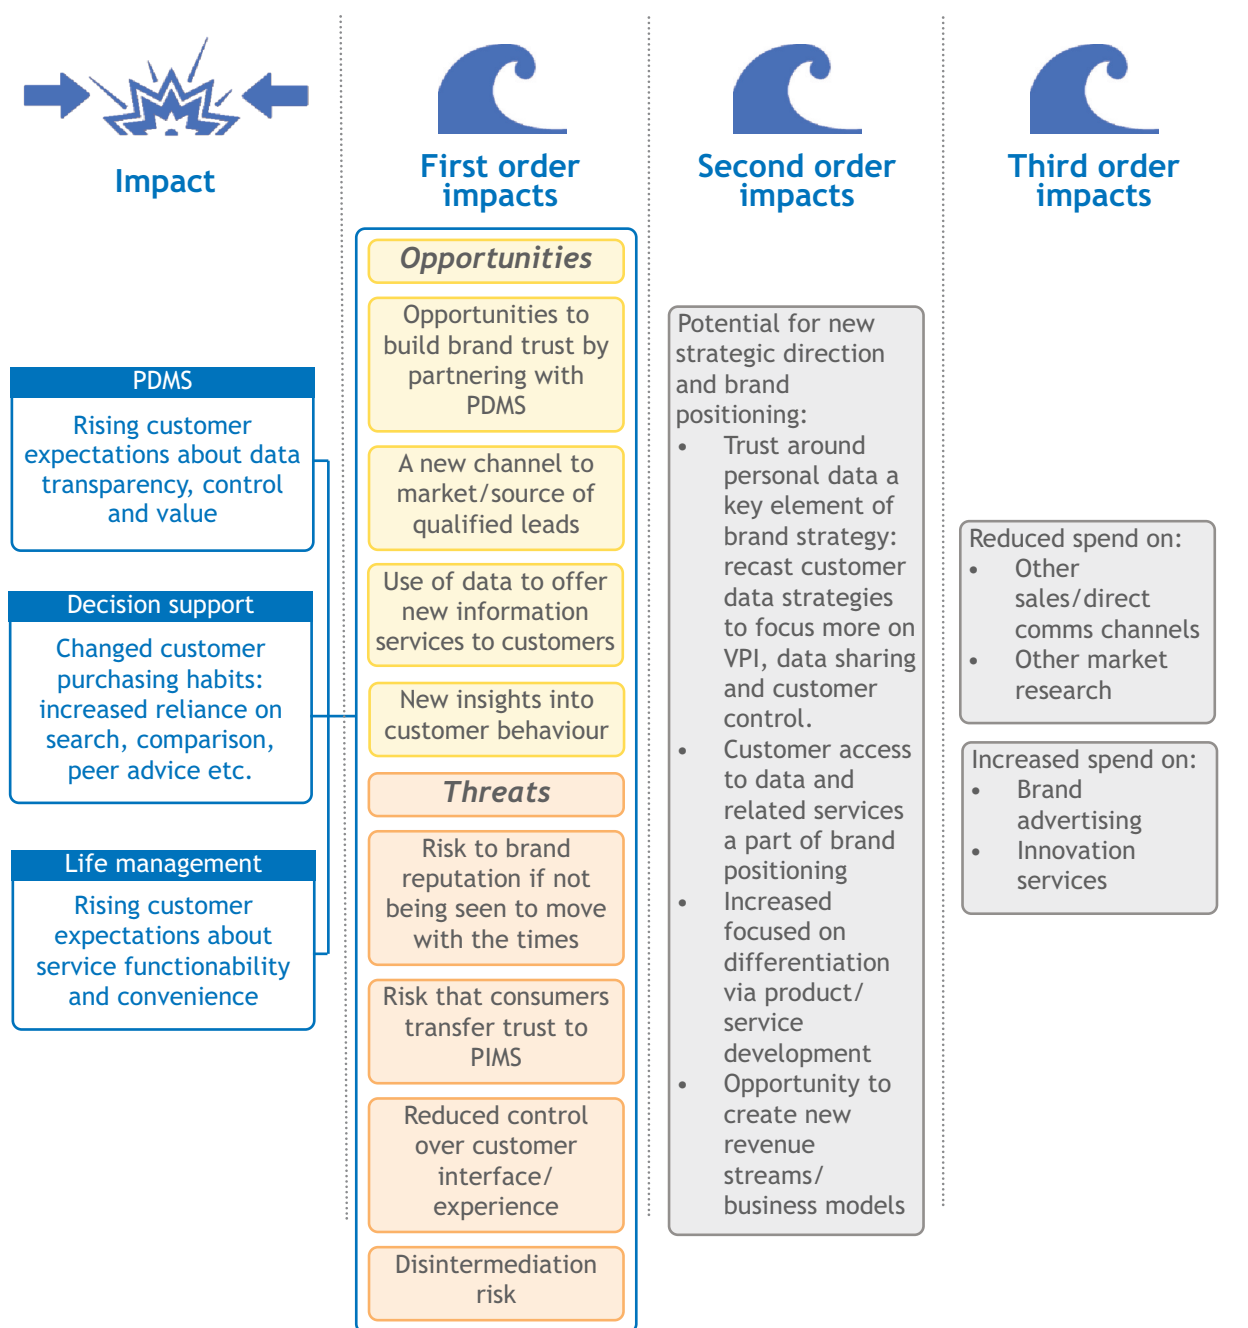 Impact
First order
impacts
Second order
impacts
Third order
impacts
PDMS
Rising customer
expectations about data
transparency, control
and value
Decision support
Changed customer
purchasing habits:
increased reliance on
search, comparison,
peer advice etc.
Life management
Rising customer
expectations about
service functionability
and convenience
Opportunities
Opportunities to
build brand trust by
partnering with
PDMS
A new channel to
market/source of
qualified leads
Use of data to offer
new information
services to customers
New insights into
customer behaviour
Threats
Risk to brand
reputation if not
being seen to move
with the times
Risk that consumers
transfer trust to
PIMS
Reduced control
over customer
interface/
experience
Disintermediation
risk
Potential for new
strategic direction
and brand
positioning:
• Trust around
personal data a
key element of
brand strategy:
recast customer
data strategies
to focus more on
VPI, data sharing
and customer
control.
• Customer access
to data and
related services
a part of brand
positioning
• Increased
focused on
differentiation
via product/
service
development
• Opportunity to
create new
revenue
streams/
business models
Reduced spend on:
• Other
sales/direct
comms channels
• Other market
research
Increased spend on:
• Brand
advertising
• Innovation
services